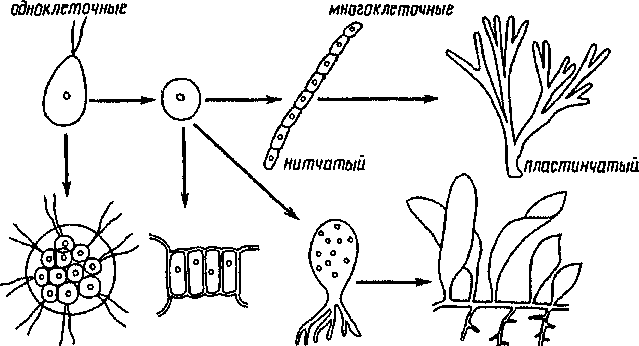 одноклеточные
многоклеточные
нитчатый
пластинчатый